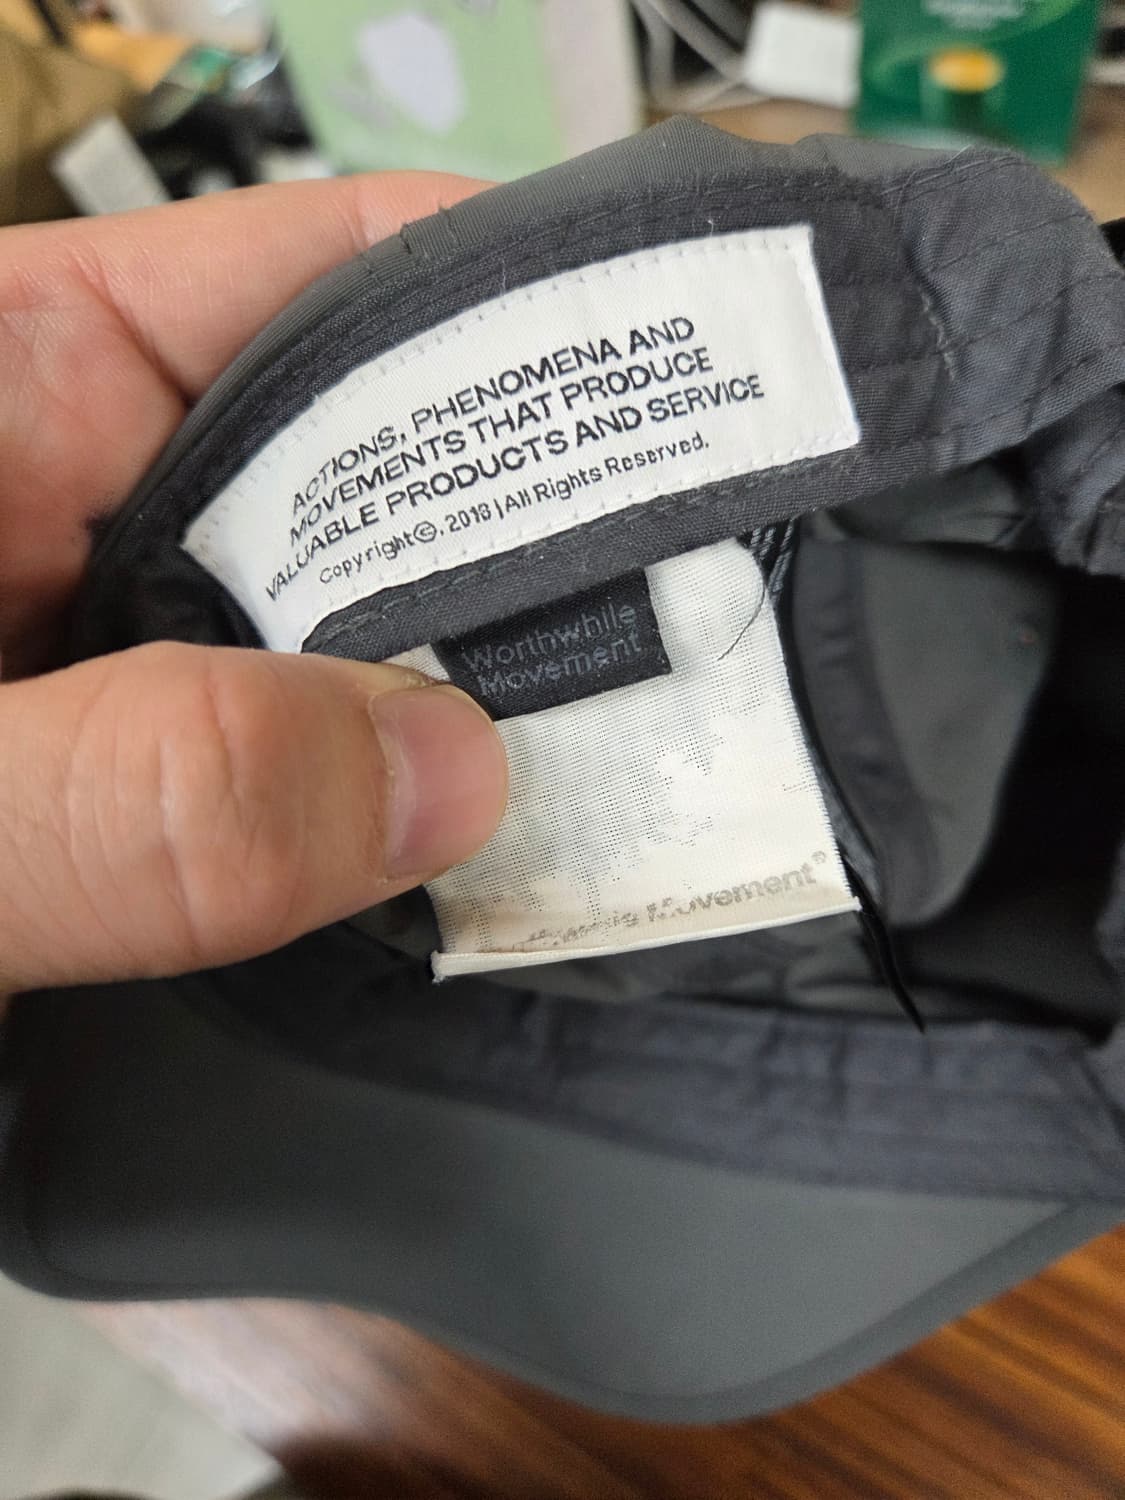 ACTIONS, PHENOMENA AND
MOVEMENTS THAT PRODUCE
VALUABLE PRODUCTS AND SERVICE
Copyright©. 2018 | All Rights Reserved.
Worthwhile
Movement
Movement®